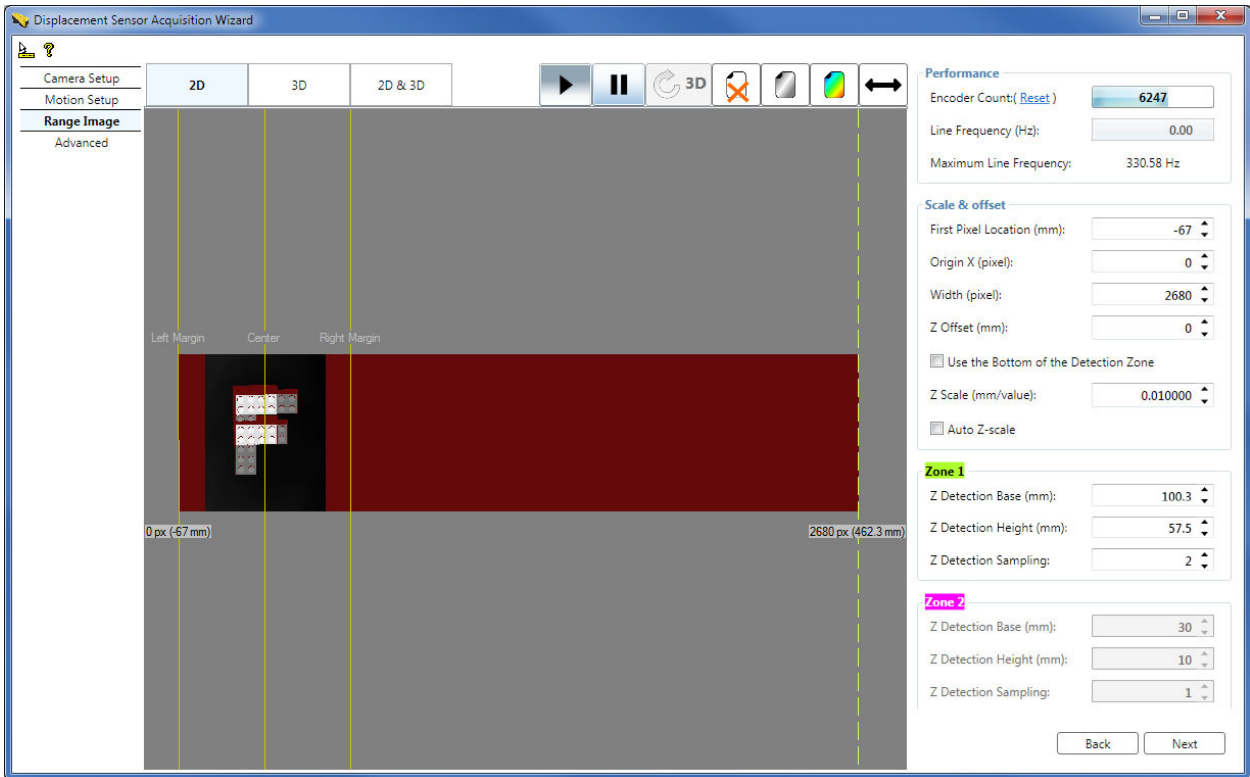 Displacement Sensor Acquisition Wizard
Camera Setup
Motion Setup
Range Image
Advanced
2D
3D
2D & 3D
3D
Left Margin
Center
Right Margin
0 px (-67 mm)
2680 px (462.3 mm)
Performance
Encoder Count:( Reset ) 6247
Line Frequency (Hz): 0.00
Maximum Line Frequency: 330.58 Hz
Scale & offset
First Pixel Location (mm): -67
Origin X (pixel): 0
Width (pixel): 2680
Z Offset (mm): 0
Use the Bottom of the Detection Zone
Z Scale (mm/value): 0.010000
Auto Z-scale
Zone 1
Z Detection Base (mm): 100.3
Z Detection Height (mm): 57.5
Z Detection Sampling: 2
Zone 2
Z Detection Base (mm): 30
Z Detection Height (mm): 10
Z Detection Sampling: 1
Back
Next